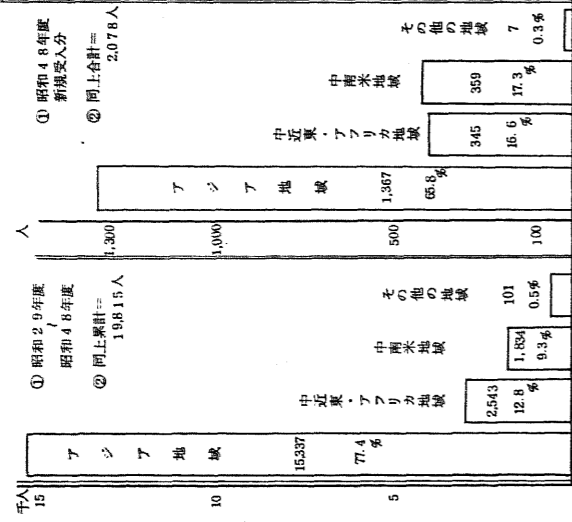 千人
15
10
5
① 昭和29年度
〜
昭和48年度
② 同上累計＝
19,815人
アジア地域
15,337
77.4
%
中近東・アフリカ地域
2,543
12.8
%
中南米地域
1,834
9.3%
その他の地域
101
0.5%
人
1,300
1,000
500
100
① 昭和48年度
新規受入分
② 同上合計＝
2,078人
アジア地域
1,367
65.8
%
中近東・アフリカ地域
345
16.6
%
中南米地域
359
17.3
%
その他の地域
7
0.3%